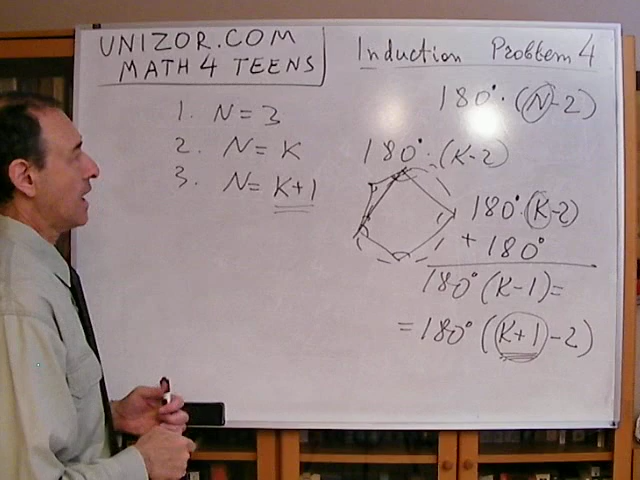 UNIZOR.COM
MATH 4 TEENS
Induction Problem 4
180° · (N-2)
1. N = 3
2. N = K
3. N = K+1
180° · (K-2)
180° · (K-2)
+ 180°
180° (K-1) =
= 180° (K+1 - 2)